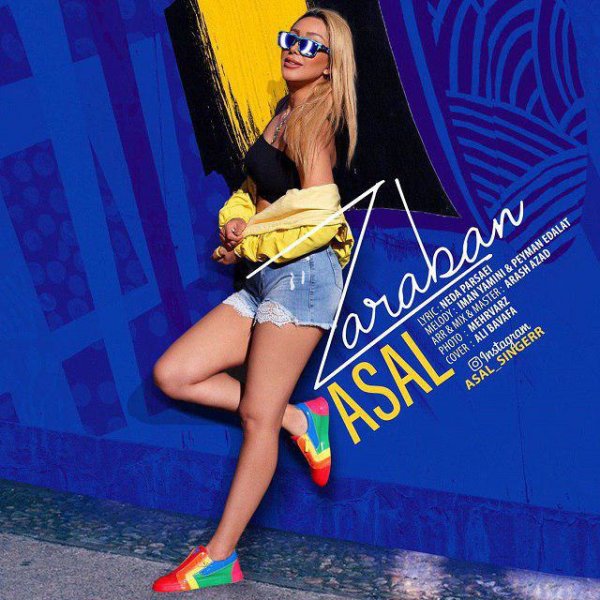 Zaraban
ASAL
LYRIC : NEDA PARSAEI
MELODY : IMAN YAMINI & PEYMAN EDALAT
ARR & MIX & MASTER : ARASH AZAD
PHOTO : MEHRVARZ
COVER : ALI BAVAFA
Instagram
ASAL_SINGERR